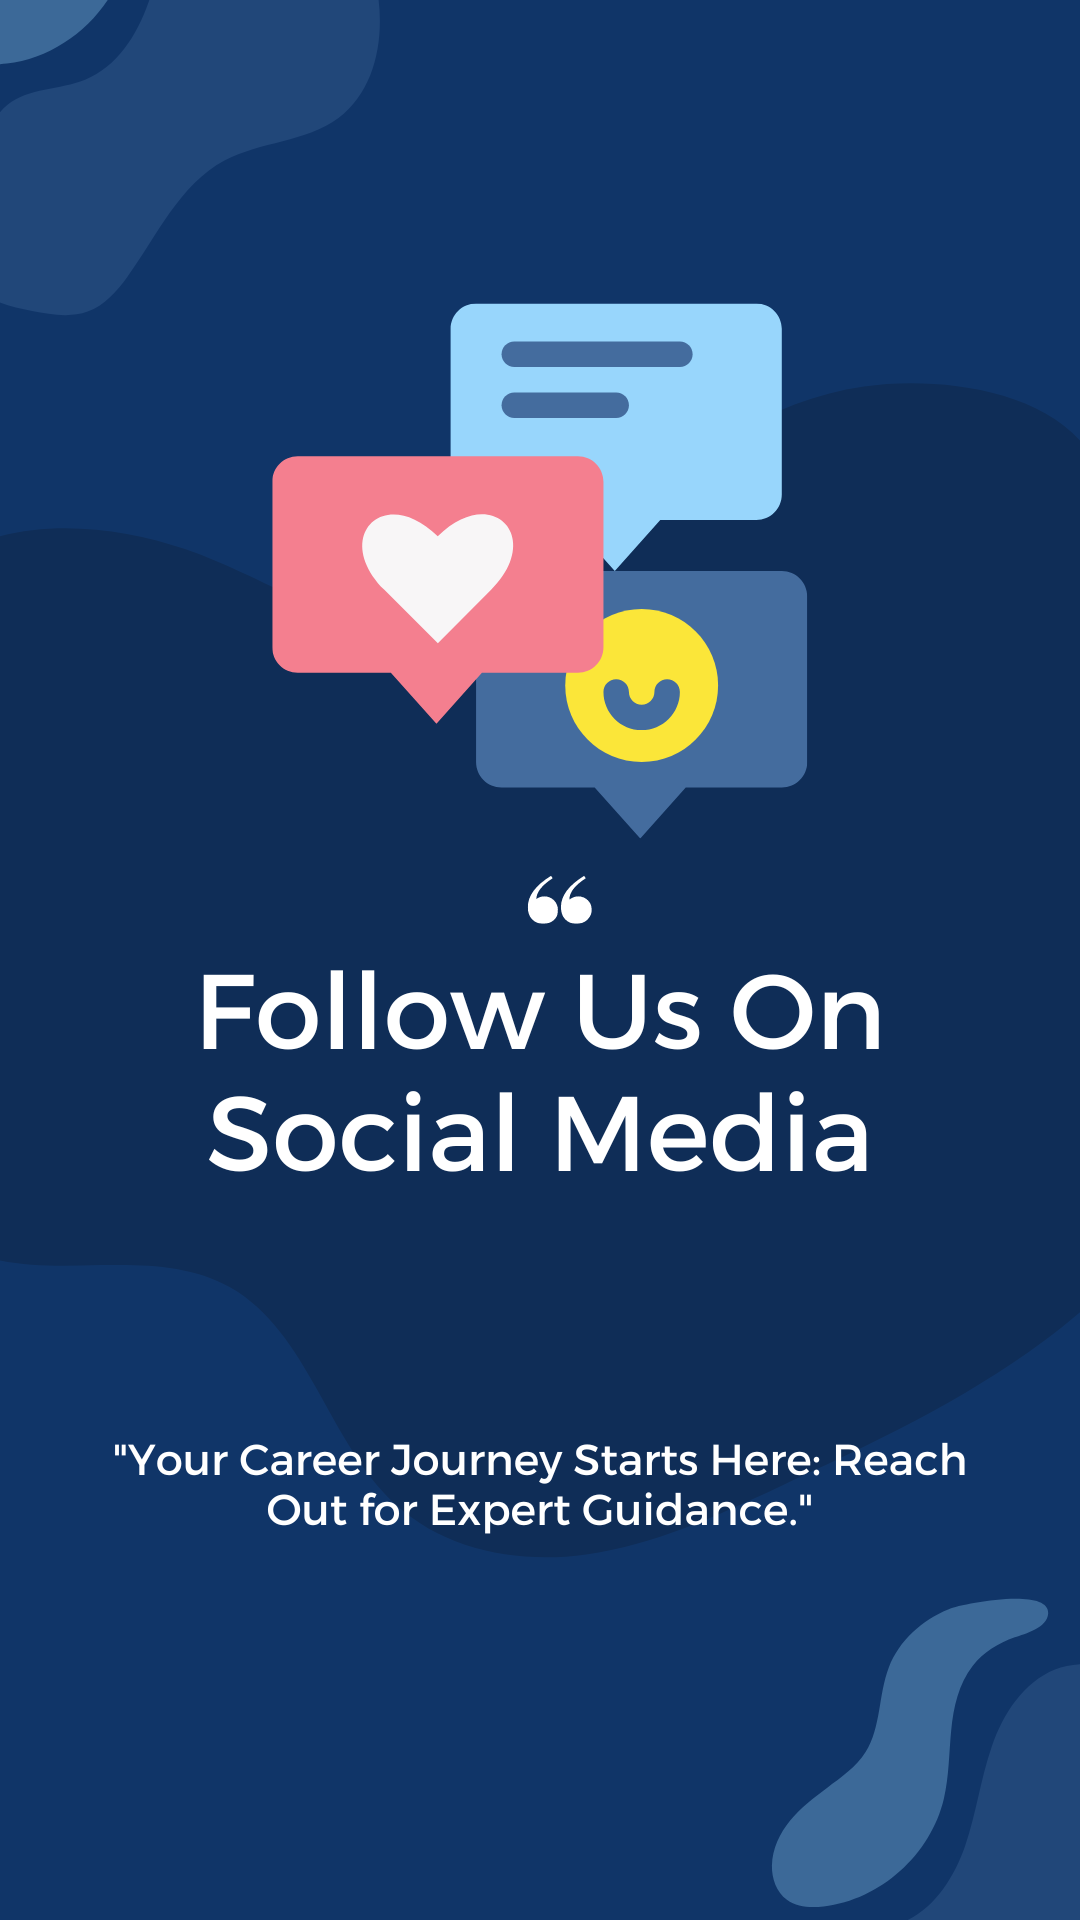 ❝
Follow Us On
Social Media
"Your Career Journey Starts Here: Reach
Out for Expert Guidance."